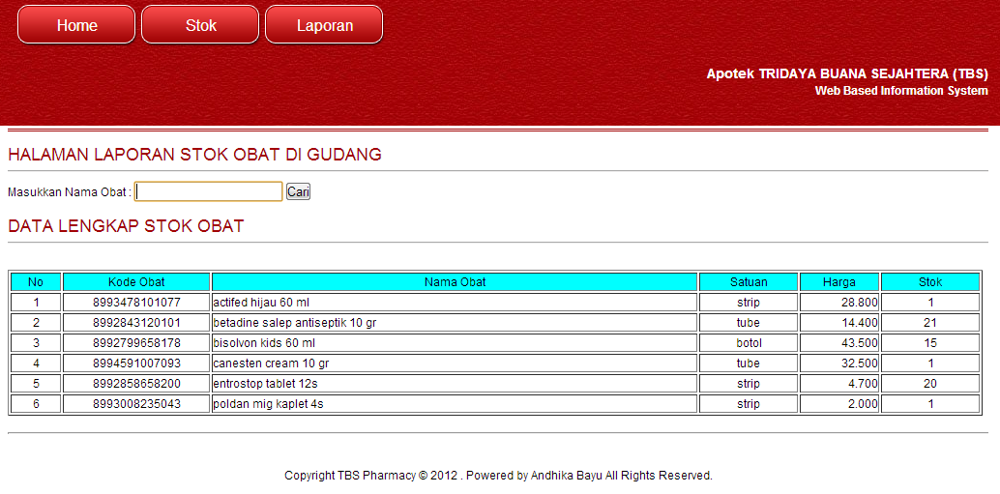 Home Stok Laporan
Apotek TRIDAYA BUANA SEJAHTERA (TBS)
Web Based Information System
HALAMAN LAPORAN STOK OBAT DI GUDANG
Masukkan Nama Obat : Cari
DATA LENGKAP STOK OBAT
No Kode Obat Nama Obat Satuan Harga Stok
1 8993478101077 actifed hijau 60 ml strip 28.800 1
2 8992843120101 betadine salep antiseptik 10 gr tube 14.400 21
3 8992799658178 bisolvon kids 60 ml botol 43.500 15
4 8994591007093 canesten cream 10 gr tube 32.500 1
5 8992858658200 entrostop tablet 12s strip 4.700 20
6 8993008235043 poldan mig kaplet 4s strip 2.000 1
Copyright TBS Pharmacy © 2012 . Powered by Andhika Bayu All Rights Reserved.